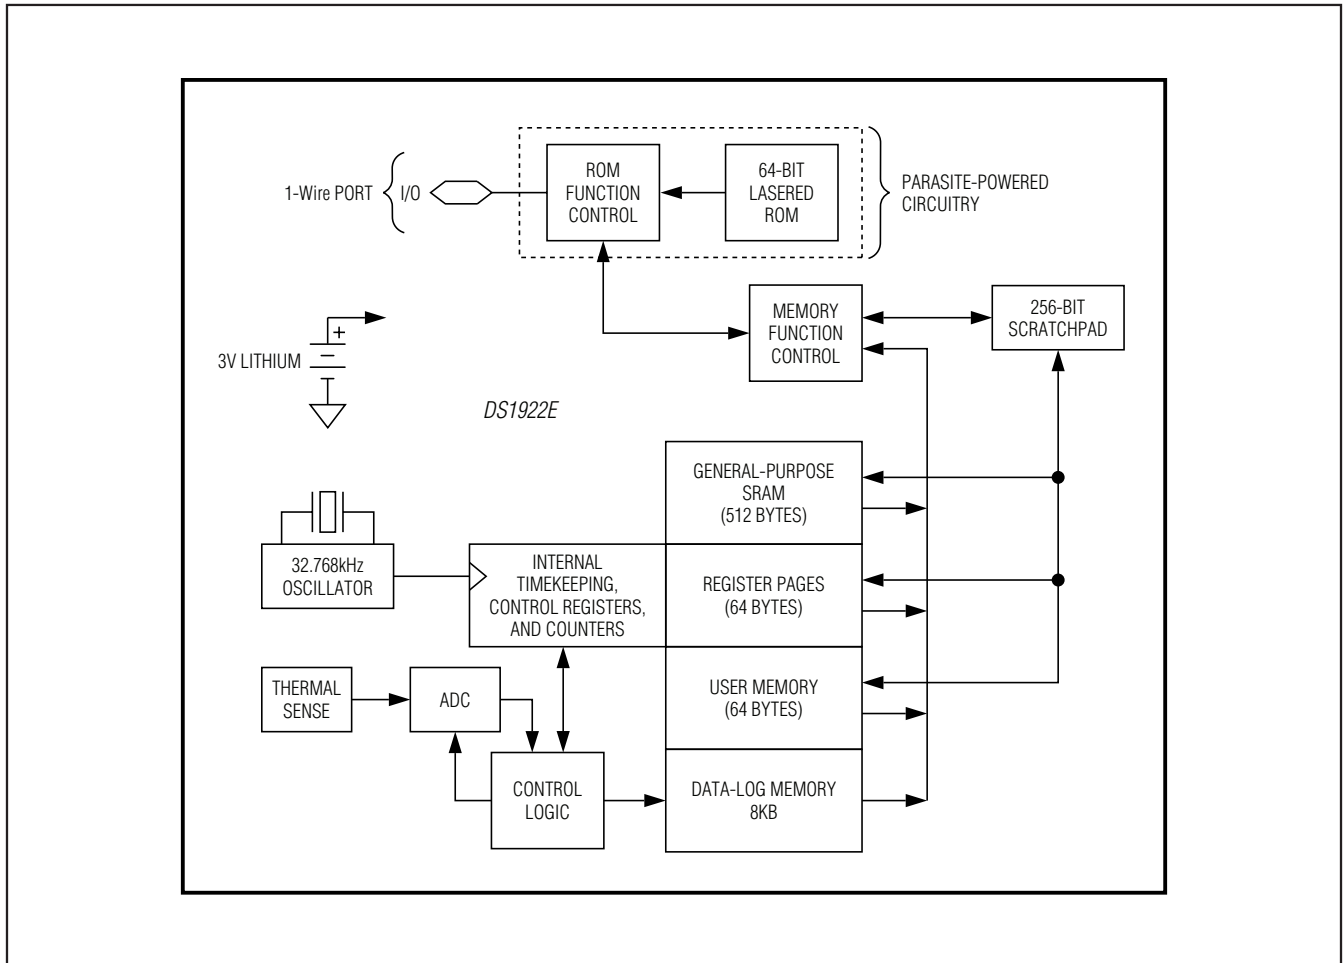 1-Wire PORT
I/O
ROM
FUNCTION
CONTROL
64-BIT
LASERED
ROM
PARASITE-POWERED
CIRCUITRY
MEMORY
FUNCTION
CONTROL
256-BIT
SCRATCHPAD
+
3V LITHIUM
DS1922E
GENERAL-PURPOSE
SRAM
(512 BYTES)
32.768kHz
OSCILLATOR
INTERNAL
TIMEKEEPING,
CONTROL REGISTERS,
AND COUNTERS
REGISTER PAGES
(64 BYTES)
THERMAL
SENSE
ADC
USER MEMORY
(64 BYTES)
CONTROL
LOGIC
DATA-LOG MEMORY
8KB